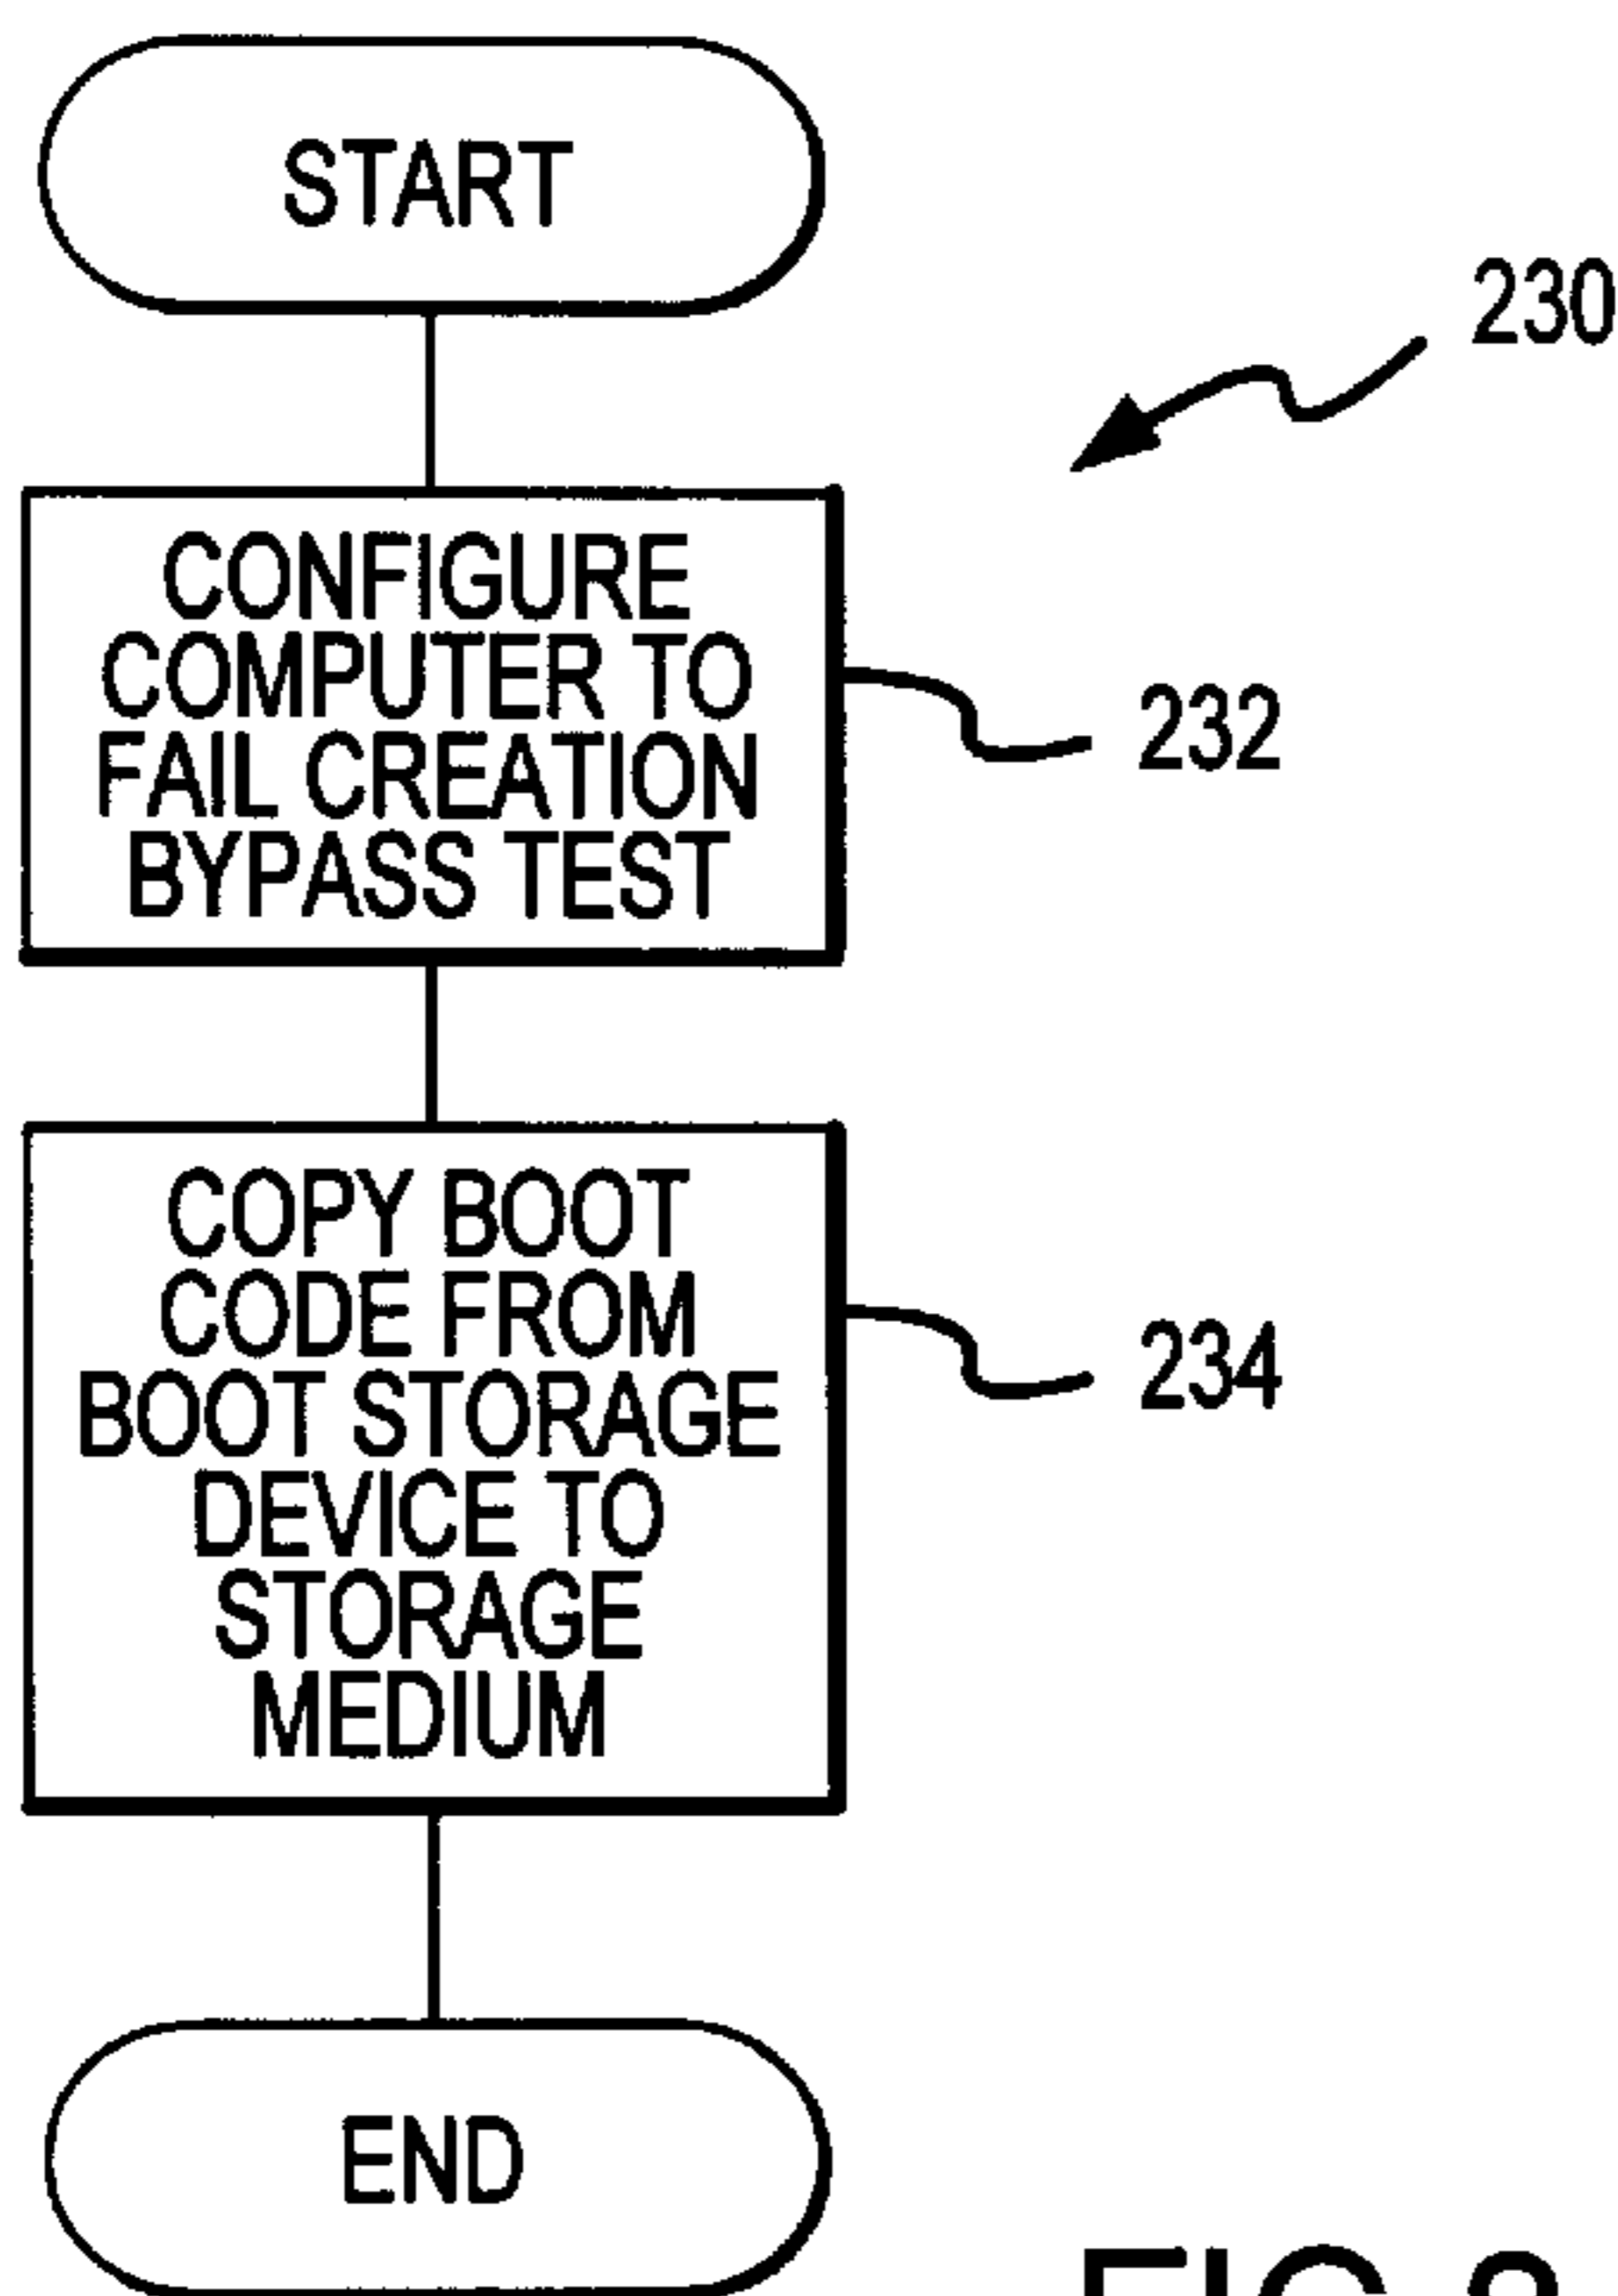 START
230
CONFIGURE
COMPUTER TO
FAIL CREATION
BYPASS TEST
232
COPY BOOT
CODE FROM
BOOT STORAGE
DEVICE TO
STORAGE
MEDIUM
234
END